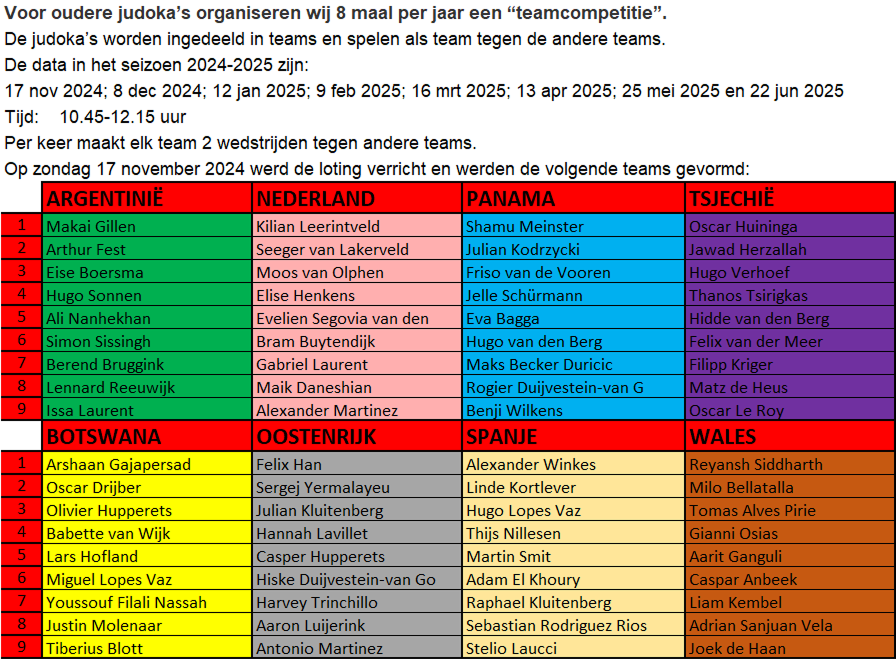 Voor oudere judoka’s organiseren wij 8 maal per jaar een “teamcompetitie”.
De judoka’s worden ingedeeld in teams en spelen als team tegen de andere teams.
De data in het seizoen 2024-2025 zijn:
17 nov 2024; 8 dec 2024; 12 jan 2025; 9 feb 2025; 16 mrt 2025; 13 apr 2025; 25 mei 2025 en 22 jun 2025
Tijd: 10.45-12.15 uur
Per keer maakt elk team 2 wedstrijden tegen andere teams.
Op zondag 17 november 2024 werd de loting verricht en werden de volgende teams gevormd:
ARGENTINIË NEDERLAND PANAMA TSJECHIË
1 Makai Gillen Kilian Leerintveld Shamu Meinster Oscar Huininga
2 Arthur Fest Seeger van Lakerveld Julian Kodrzycki Jawad Herzallah
3 Eise Boersma Moos van Olphen Friso van de Vooren Hugo Verhoef
4 Hugo Sonnen Elise Henkens Jelle Schürmann Thanos Tsirigkas
5 Ali Nanhekhan Evelien Segovia van den Eva Bagga Hidde van den Berg
6 Simon Sissingh Bram Buytendijk Hugo van den Berg Felix van der Meer
7 Berend Bruggink Gabriel Laurent Maks Becker Duricic Filipp Kriger
8 Lennard Reeuwijk Maik Daneshian Rogier Duijvestein-van G Matz de Heus
9 Issa Laurent Alexander Martinez Benji Wilkens Oscar Le Roy
BOTSWANA OOSTENRIJK SPANJE WALES
1 Arshaan Gajapersad Felix Han Alexander Winkes Reyansh Siddharth
2 Oscar Drijber Sergej Yermalayeu Linde Kortlever Milo Bellatalla
3 Olivier Hupperets Julian Kluitenberg Hugo Lopes Vaz Tomas Alves Pirie
4 Babette van Wijk Hannah Lavillet Thijs Nillesen Gianni Osias
5 Lars Hofland Casper Hupperets Martin Smit Aarit Ganguli
6 Miguel Lopes Vaz Hiske Duijvestein-van Go Adam El Khoury Caspar Anbeek
7 Youssouf Filali Nassah Harvey Trinchillo Raphael Kluitenberg Liam Kembel
8 Justin Molenaar Aaron Luijerink Sebastian Rodriguez Rios Adrian Sanjuan Vela
9 Tiberius Blott Antonio Martinez Stelio Laucci Joek de Haan